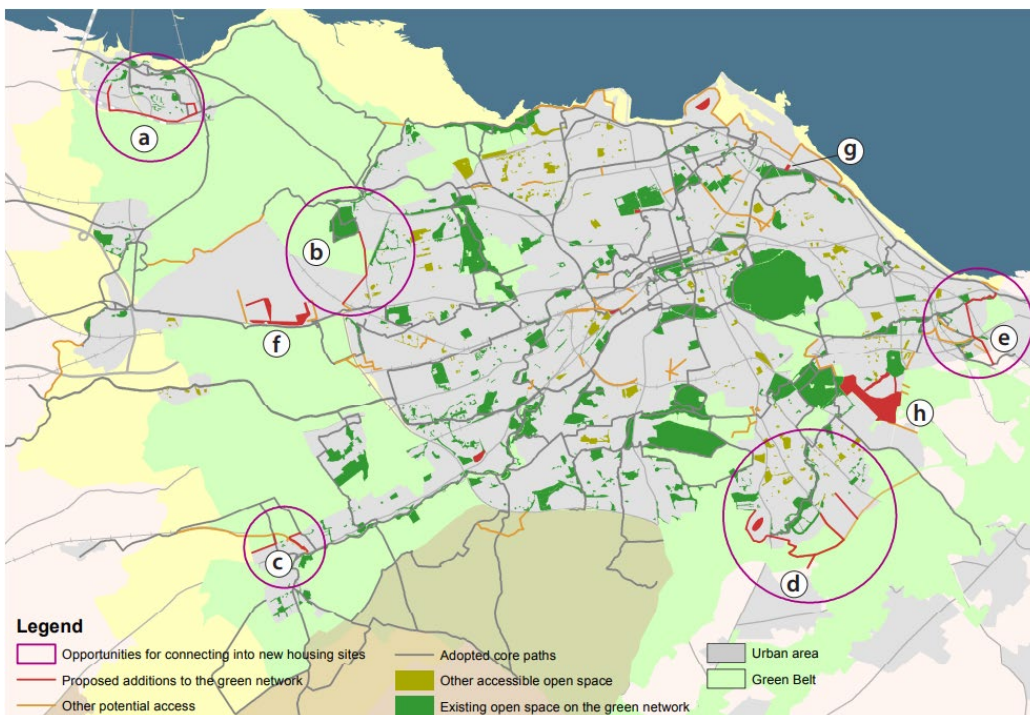 a
g
b
e
f
h
c
d
Legend
Opportunities for connecting into new housing sites
Proposed additions to the green network
Other potential access
Adopted core paths
Other accessible open space
Existing open space on the green network
Urban area
Green Belt